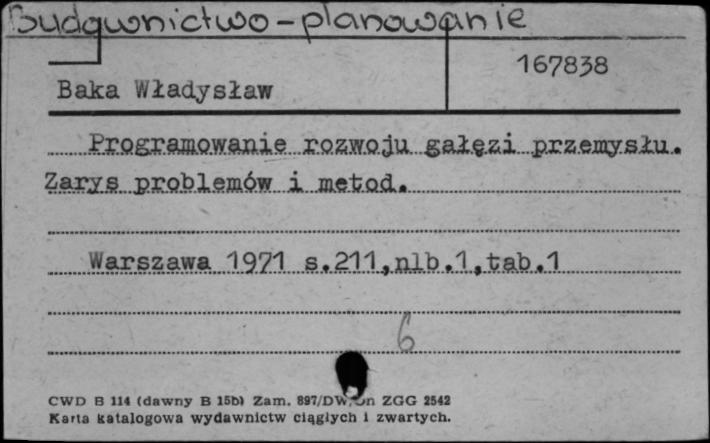 Budownictwo-planowanie
167838
Baka Władysław
Programowanie rozwoju gałęzi przemysłu.
Zarys problemów i metod.
Warszawa 1971 s.211,nlb.1,tab.1
6
CWD B 114 (dawny B 15b) Zam. 897/DW/Jn ZGG 2542
Karta katalogowa wydawnictw ciągłych i zwartych.